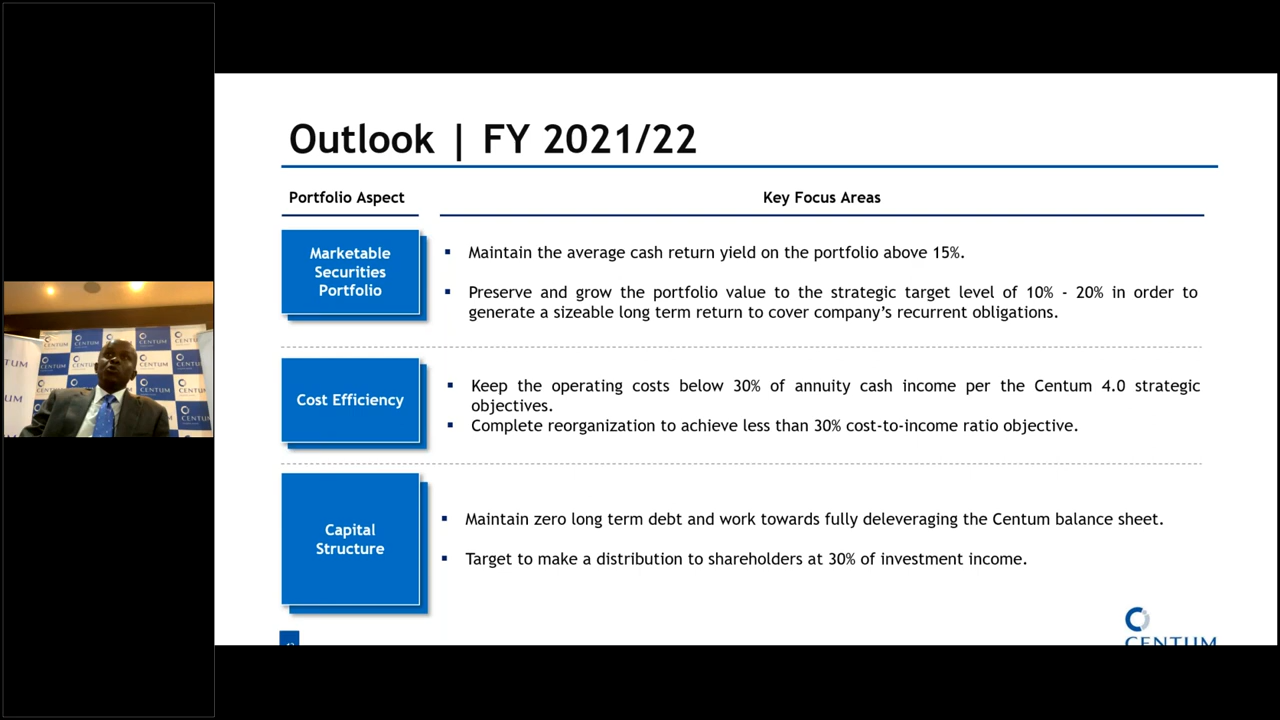 Outlook | FY 2021/22
Portfolio Aspect
Key Focus Areas
Marketable
Securities
Portfolio
▪ Maintain the average cash return yield on the portfolio above 15%.
▪ Preserve and grow the portfolio value to the strategic target level of 10% - 20% in order to
generate a sizeable long term return to cover company’s recurrent obligations.
Cost Efficiency
▪ Keep the operating costs below 30% of annuity cash income per the Centum 4.0 strategic
objectives.
▪ Complete reorganization to achieve less than 30% cost-to-income ratio objective.
Capital
Structure
▪ Maintain zero long term debt and work towards fully deleveraging the Centum balance sheet.
▪ Target to make a distribution to shareholders at 30% of investment income.
CENTUM
CENTUM
CENTUM